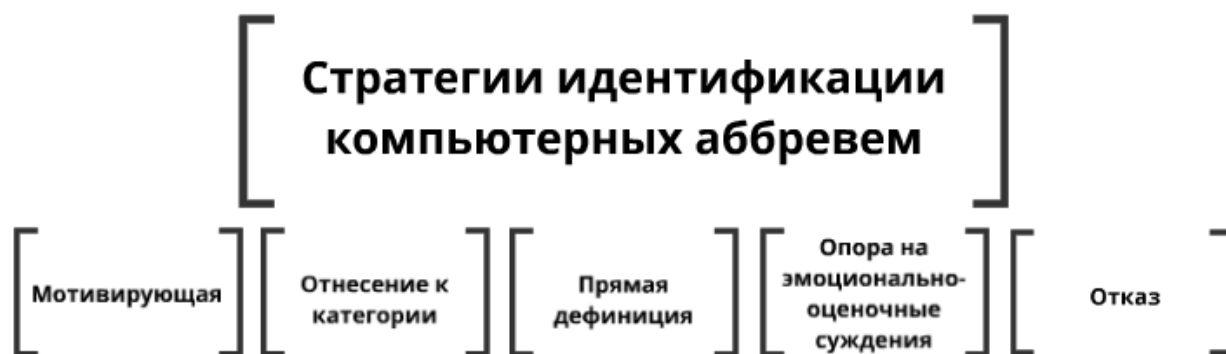 Стратегии идентификации
компьютерных аббревем
Мотивирующая
Отнесение к
категории
Прямая
дефиниция
Опора на
эмоционально-
оценочные
суждения
Отказ